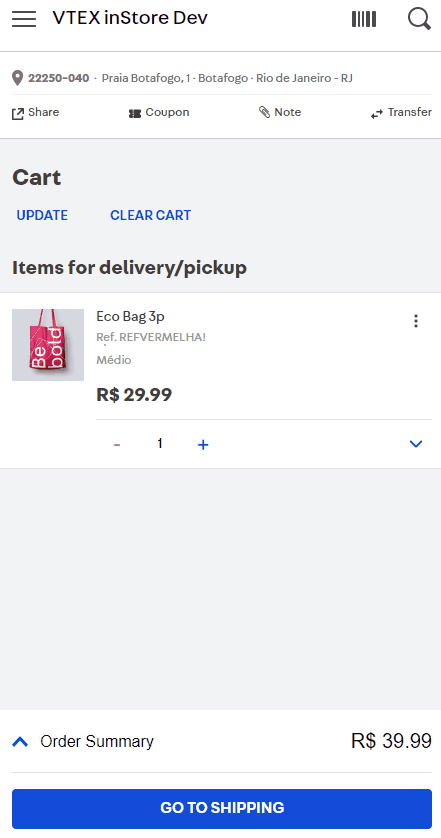 VTEX inStore Dev
22250-040 · Praia Botafogo, 1 · Botafogo · Rio de Janeiro - RJ
Share Coupon Note Transfer
Cart
UPDATE CLEAR CART
Items for delivery/pickup
Eco Bag 3p
Ref. REFVERMELHA!
Médio
Be bold
R$ 29.99
- 1 +
Order Summary R$ 39.99
GO TO SHIPPING